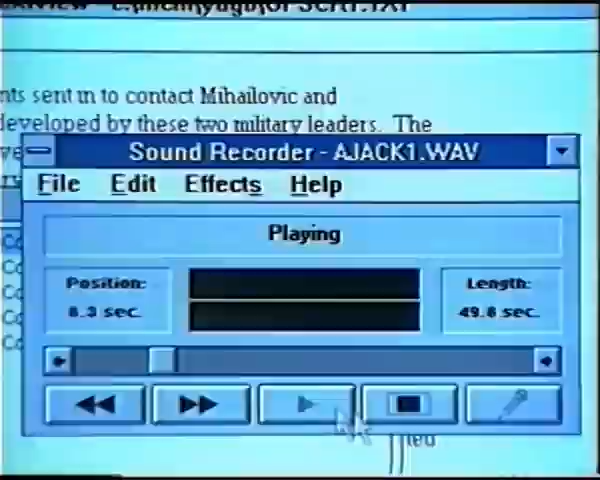 nts sent in to contact Mihailovic and
developed by these two military leaders. The
Sound Recorder - AJACK1.WAV
File Edit Effects Help
Playing
Position:
8.3 sec.
Length:
49.8 sec.